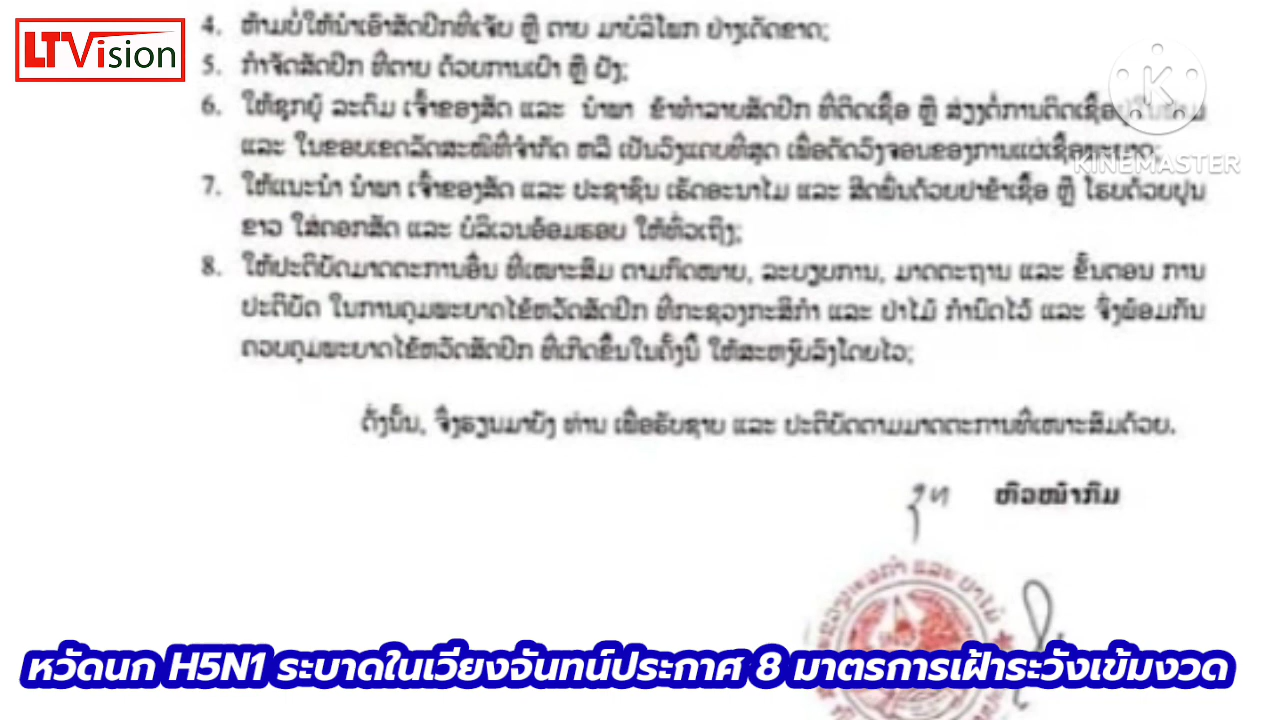 LTVision
4. ຫ້າມບໍ່ໃຫ້ນຳເອົາສັດປີກທີ່ເຈັບ ຫຼື ຕາຍ ມາບໍລິໂພກ ຢ່າງເດັດຂາດ;
5. ກຳຈັດສັດປີກ ທີ່ຕາຍ ດ້ວຍການເຜົາ ຫຼື ຝັງ;
6. ໃຫ້ຊຸກຍູ້ ລະດົມ ເຈົ້າຂອງສັດ ແລະ ນຳພາ ຂ້າທຳລາຍສັດປີກ ທີ່ຕິດເຊື້ອ ຫຼື ສ່ຽງຕໍ່ການຕິດເຊື້ອ
ແລະ ໃນຂອບເຂດລັດສະໝີທີ່ຈຳກັດ ຫລື ເປັນວົງແຄບທີ່ສຸດ ເພື່ອຕັດວົງຈອນຂອງການແຜ່ເຊື້ອພະຍາດ;
KINEMASTER
7. ໃຫ້ແນະນຳ ນຳພາ ເຈົ້າຂອງສັດ ແລະ ປະຊາຊົນ ເຮັດອະນາໄມ ແລະ ສີດພົ່ນດ້ວຍຢາຂ້າເຊື້ອ ຫຼື ໂຮຍດ້ວຍປູນ
ຂາວ ໃສ່ຄອກສັດ ແລະ ບໍລິເວນອ້ອມຮອບ ໃຫ້ທົ່ວເຖິງ;
8. ໃຫ້ປະຕິບັດມາດຕະການອື່ນ ທີ່ເໝາະສົມ ຕາມກົດໝາຍ, ລະບຽບການ, ມາດຕະຖານ ແລະ ຂັ້ນຕອນ ການ
ປະຕິບັດ ໃນການຄຸມພະຍາດໄຂ້ຫວັດສັດປີກ ທີ່ກະຊວງກະສິກຳ ແລະ ປ່າໄມ້ ກຳນົດໄວ້ ແລະ ຈົ່ງພ້ອມກັນ
ຄວບຄຸມພະຍາດໄຂ້ຫວັດສັດປີກ ທີ່ເກີດຂຶ້ນໃນຄັ້ງນີ້ ໃຫ້ສະຫງົບລົງໂດຍໄວ;
ດັ່ງນັ້ນ, ຈຶ່ງຮຽນມາຍັງ ທ່ານ ເພື່ອຮັບຊາບ ແລະ ປະຕິບັດຕາມມາດຕະການທີ່ເໝາະສົມດ້ວຍ.
ຫົວໜ້າກົມ
หวัดนก H5N1 ระบาดในเวียงจันทน์ประกาศ 8 มาตรการเฝ้าระวังเข้มงวด